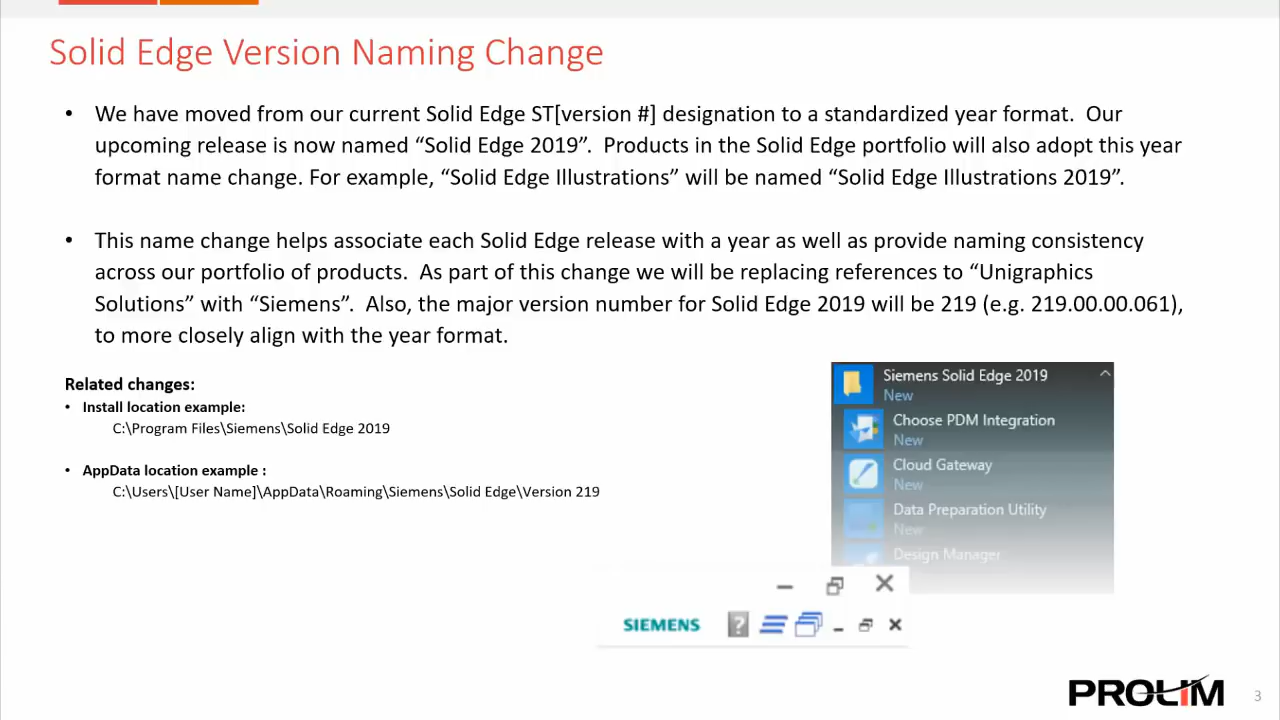 Solid Edge Version Naming Change
• We have moved from our current Solid Edge ST[version #] designation to a standardized year format.  Our
upcoming release is now named “Solid Edge 2019”.  Products in the Solid Edge portfolio will also adopt this year
format name change. For example, “Solid Edge Illustrations” will be named “Solid Edge Illustrations 2019”.
• This name change helps associate each Solid Edge release with a year as well as provide naming consistency
across our portfolio of products.  As part of this change we will be replacing references to “Unigraphics
Solutions” with “Siemens”.  Also, the major version number for Solid Edge 2019 will be 219 (e.g. 219.00.00.061),
to more closely align with the year format.
Related changes:
• Install location example:
C:\Program Files\Siemens\Solid Edge 2019
• AppData location example :
C:\Users\[User Name]\AppData\Roaming\Siemens\Solid Edge\Version 219
Siemens Solid Edge 2019
New
Choose PDM Integration
New
Cloud Gateway
New
Data Preparation Utility
New
Design Manager
SIEMENS
PROLIM
3